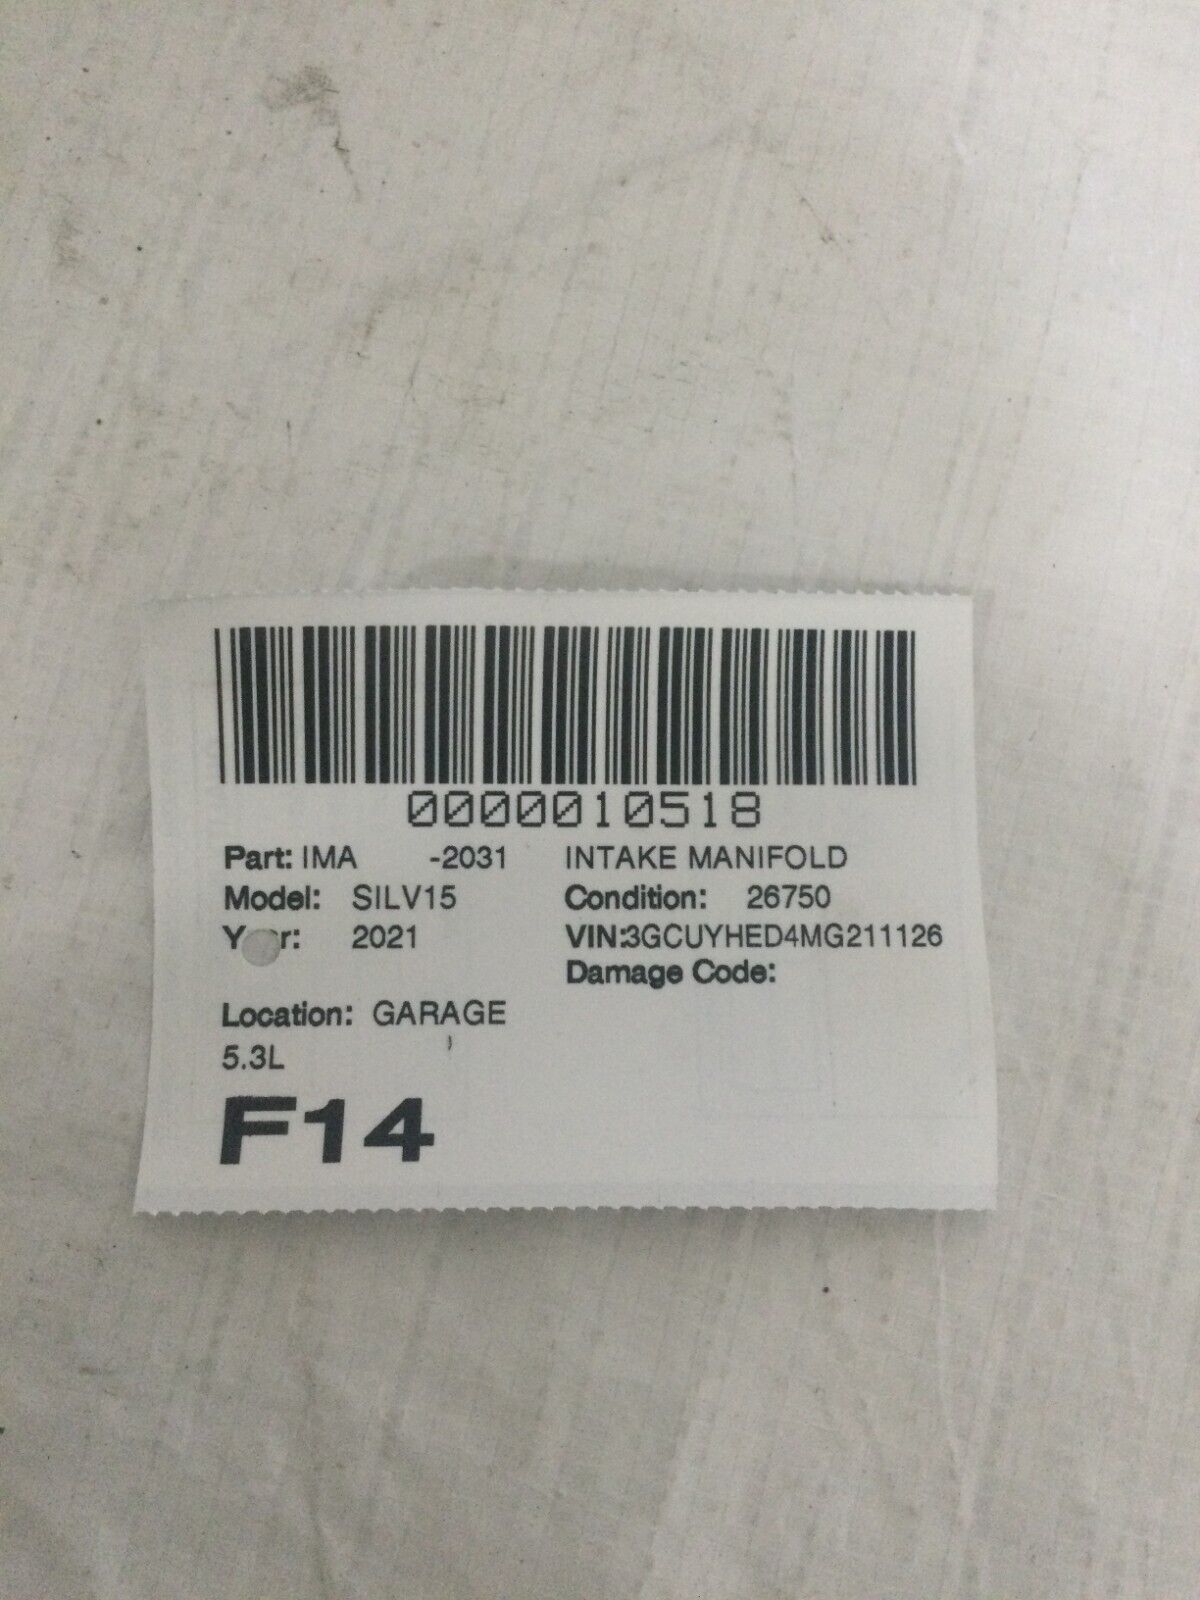 0000010518
Part: IMA -2031 INTAKE MANIFOLD
Model: SILV15 Condition: 26750
Y r: 2021 VIN:3GCUYHED4MG211126
Damage Code:
Location: GARAGE
5.3L
F14